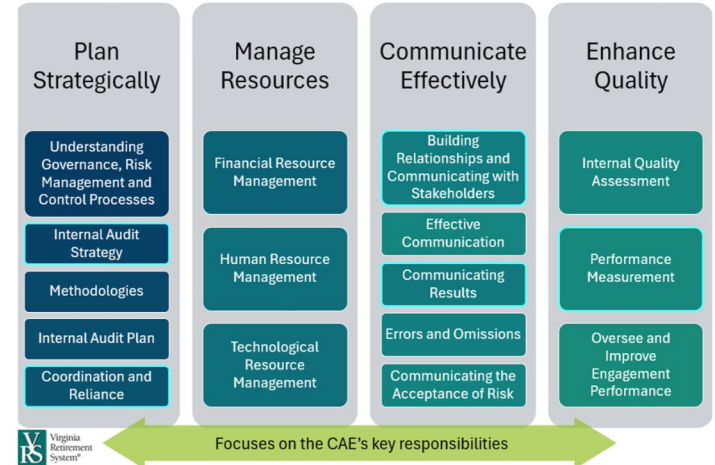 Plan
Strategically
Understanding
Governance, Risk
Management and
Control Processes
Internal Audit
Strategy
Methodologies
Internal Audit Plan
Coordination and
Reliance
Manage
Resources
Financial Resource
Management
Human Resource
Management
Technological
Resource
Management
Communicate
Effectively
Building
Relationships and
Communicating with
Stakeholders
Effective
Communication
Communicating
Results
Errors and Omissions
Communicating the
Acceptance of Risk
Enhance
Quality
Internal Quality
Assessment
Performance
Measurement
Oversee and
Improve
Engagement
Performance
VRS
Virginia
Retirement
System®
Focuses on the CAE's key responsibilities